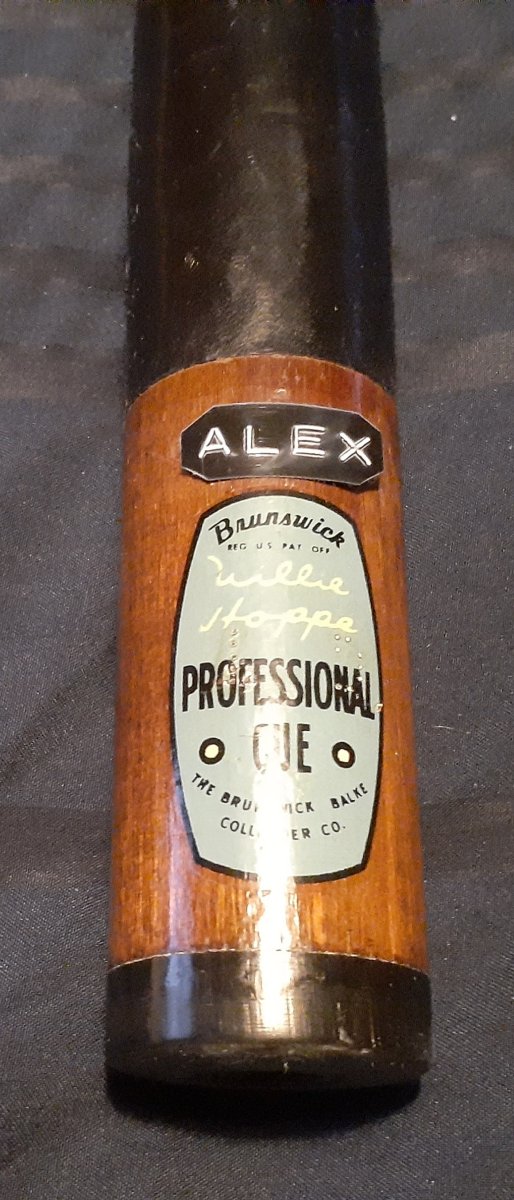 ALEX
Brunswick
REG US PAT OFF
Willie
Hoppe
PROFESSIONAL
CUE
THE BRUNSWICK BALKE
COLLENDER CO.